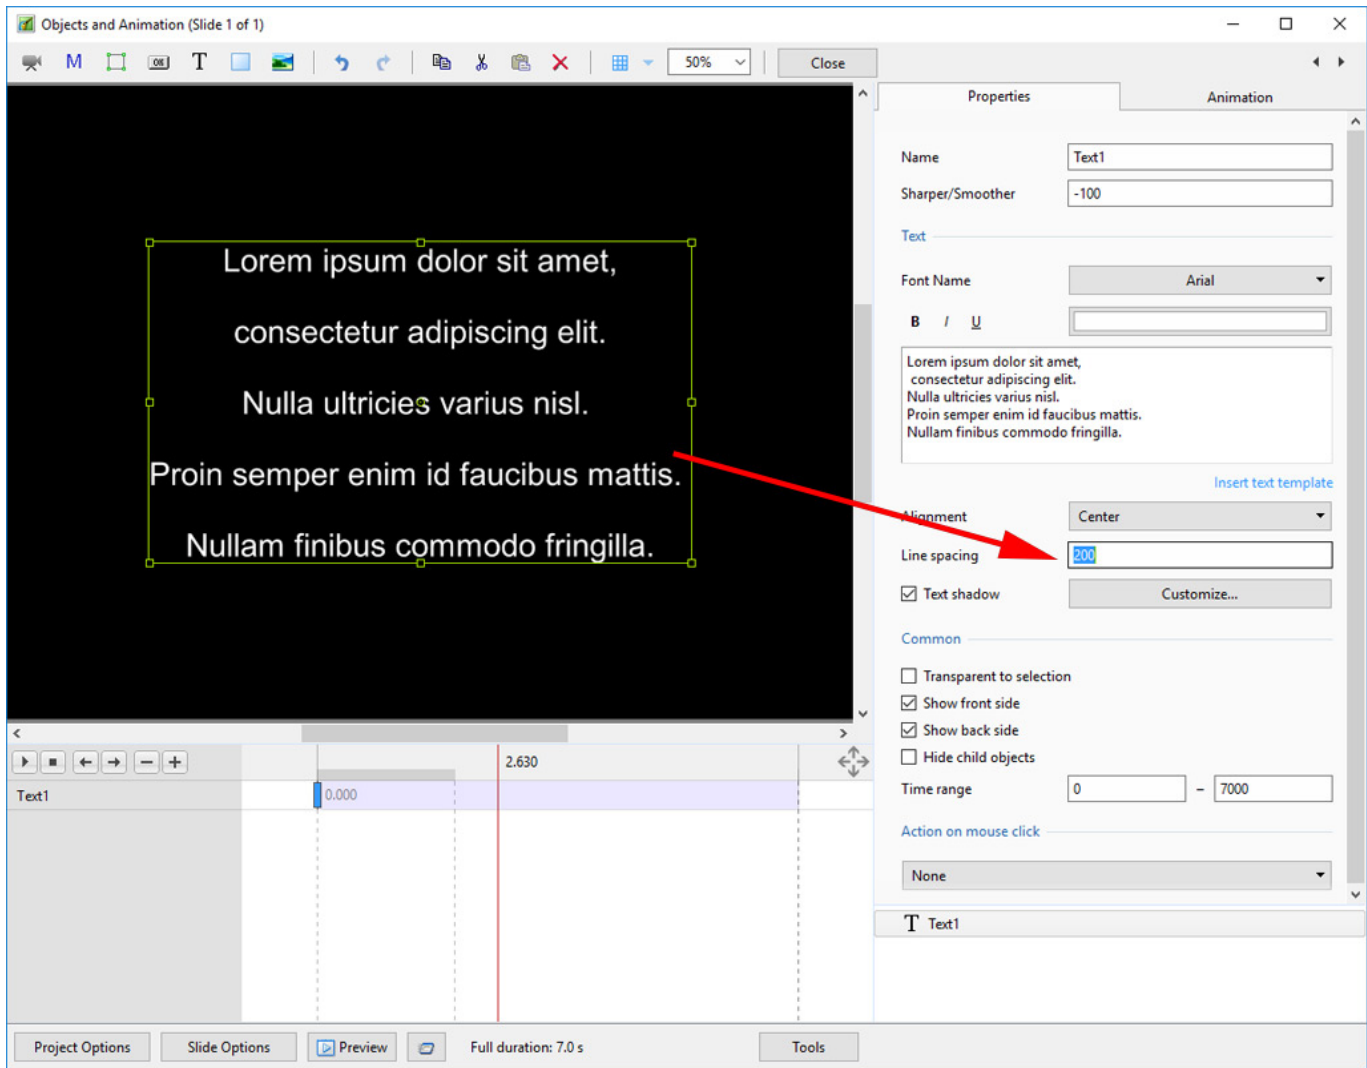 Objects and Animation (Slide 1 of 1)
M OK T 50% Close
Properties Animation
Name Text1
Sharper/Smoother -100
Text
Font Name Arial
B I U
Lorem ipsum dolor sit amet,
consectetur adipiscing elit.
Nulla ultricies varius nisl.
Proin semper enim id faucibus mattis.
Nullam finibus commodo fringilla.
Lorem ipsum dolor sit amet,
consectetur adipiscing elit.
Nulla ultricies varius nisl.
Proin semper enim id faucibus mattis.
Nullam finibus commodo fringilla.
Insert text template
Alignment Center
Line spacing 200
Text shadow Customize...
Common
Transparent to selection
Show front side
Show back side
Hide child objects
Time range 0 – 7000
Action on mouse click
None
T Text1
2.630
Text1 0.000
Project Options Slide Options Preview Full duration: 7.0 s Tools